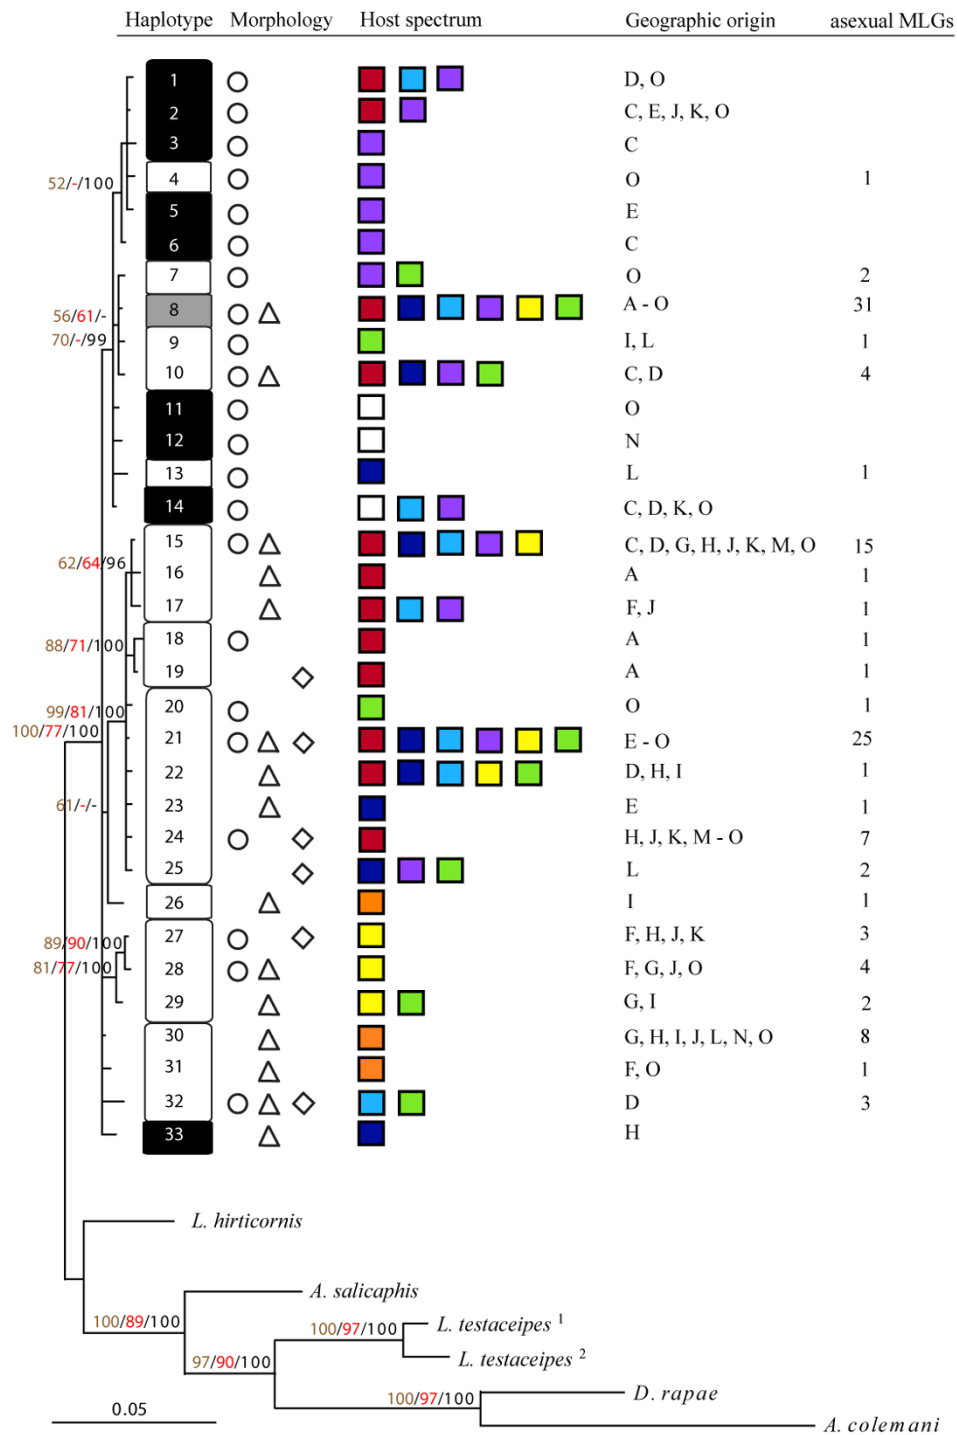 Haplotype Morphology Host spectrum Geographic origin asexual MLGs
1 D, O
2 C, E, J, K, O
3 C
52/-/100 4 O 1
5 E
6 C
7 O 2
56/61/- 8 A - O 31
70/-/99 9 I, L 1
10 C, D 4
11 O
12 N
13 L 1
14 C, D, K, O
15 C, D, G, H, J, K, M, O 15
62/64/96 16 A 1
17 F, J 1
88/71/100 18 A 1
19 A 1
99/81/100 20 O 1
100/77/100 21 E - O 25
22 D, H, I 1
61/-/- 23 E 1
24 H, J, K, M - O 7
25 L 2
26 I 1
89/90/100 27 F, H, J, K 3
81/77/100 28 F, G, J, O 4
29 G, I 2
30 G, H, I, J, L, N, O 8
31 F, O 1
32 D 3
33 H
L. hirticornis
A. salicaphis
100/89/100
100/97/100 L. testaceipes 1
97/90/100 L. testaceipes 2
100/97/100 D. rapae
0.05
A. colemani